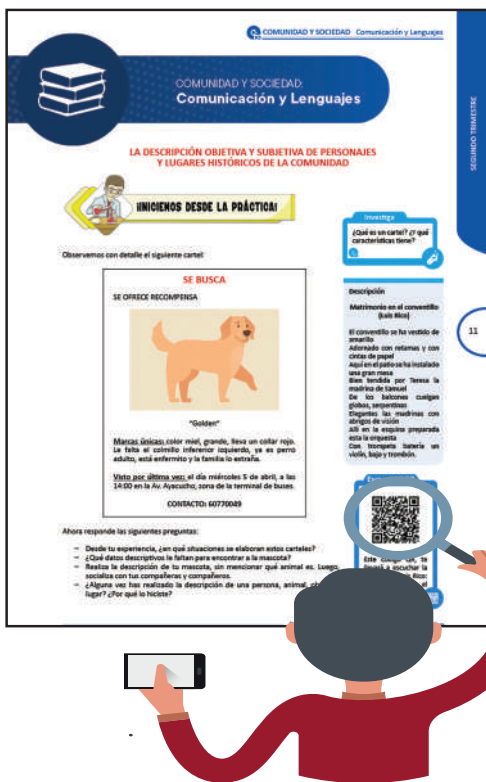 COMUNIDAD Y SOCIEDAD Comunicación y Lenguajes
COMUNIDAD Y SOCIEDAD:
Comunicación y Lenguajes
SEGUNDO TRIMESTRE
LA DESCRIPCIÓN OBJETIVA Y SUBJETIVA DE PERSONAJES
Y LUGARES HISTÓRICOS DE LA COMUNIDAD
¡INICIENOS DESDE LA PRÁCTICA!
Observemos con detalle el siguiente cartel:
SE BUSCA
SE OFRECE RECOMPENSA
"Golden"
Marcas únicas: color miel, grande, lleva un collar rojo.
Le falta el colmillo inferior izquierdo, ya es perro
adulto, está enfermito y la familia lo extraña.
Visto por última vez: el día miércoles 5 de abril, a las
14:00 en la Av. Ayacucho, zona de la terminal de buses.
CONTACTO: 60770049
Investiga
¿Qué es un cartel? ¿Y qué
características tiene?
Descripción
Matrimonio en el conventillo
(Luis Rico)
El conventillo se ha vestido de
amarillo
Adornado con retamas y con
cintas de papel
Aquí en el patio se ha instalado
una gran mesa
Bien tendida por Teresa la
madrina de Samuel
De los balcones cuelgan
globos, serpentinas
Elegantes las madrinas con
abrigos de visión
Allí en la esquina preparada
esta la orquesta
Con trompeta batería un
violín, bajo y trombón.
11
Este código QR, te
a escuchar la
Rico:
el
Ahora responde las siguientes preguntas:
– Desde tu experiencia, ¿en qué situaciones se elaboran estos carteles?
– ¿Qué datos descriptivos le faltan para encontrar a la mascota?
– Realiza la descripción de tu mascota, sin mencionar qué animal es. Luego,
socializa con tus compañeras y compañeros.
– ¿Alguna vez has realizado la descripción de una persona, animal,
lugar? ¿Por qué lo hiciste?